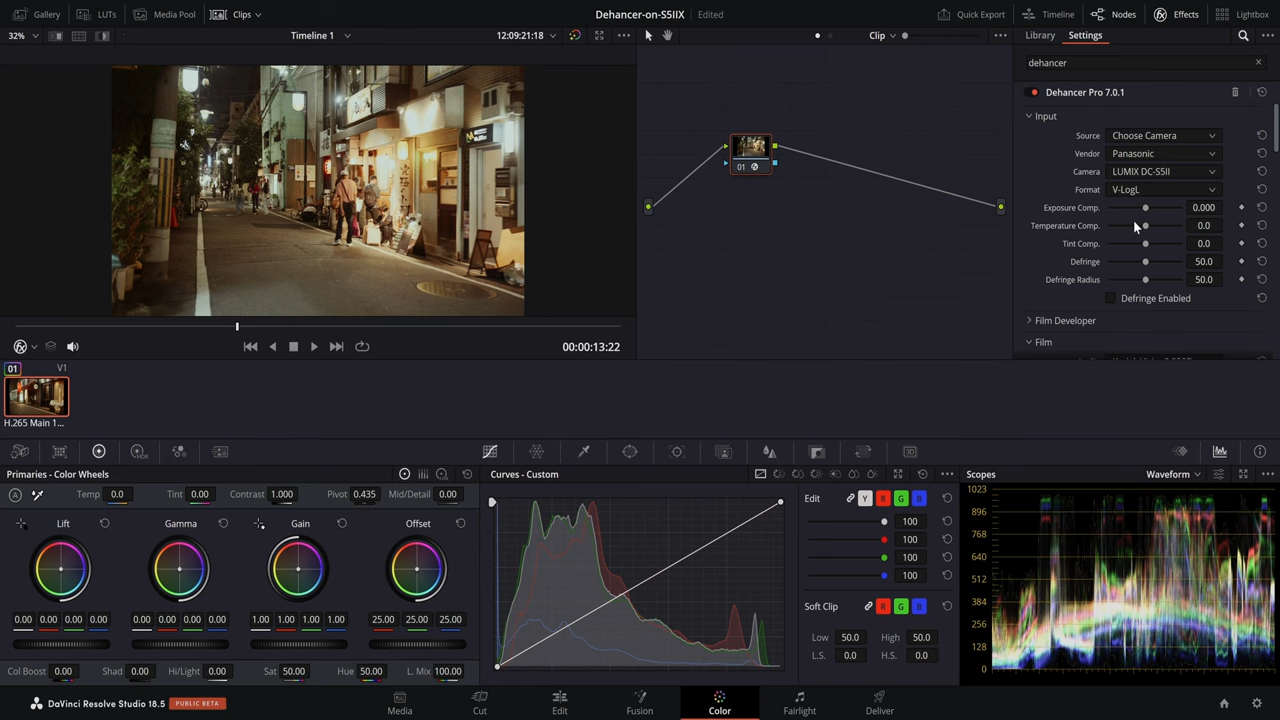 Gallery LUTs Media Pool Clips Dehancer-on-S5IIX Edited Quick Export Timeline Nodes Effects Lightbox
32% Timeline 1 12:09:21:18 Clip Library Settings
dehancer
Dehancer Pro 7.0.1
Input
Source Choose Camera
Vendor Panasonic
Camera LUMIX DC-S5II
Format V-LogL
Exposure Comp. 0.000
Temperature Comp. 0.0
Tint Comp. 0.0
Defringe 50.0
Defringe Radius 50.0
Defringe Enabled
Film Developer
Film
01
00:00:13:22
01 V1
H.265 Main 1...
Primaries - Color Wheels Curves - Custom Scopes Waveform
Temp 0.0 Tint 0.00 Contrast 1.000 Pivot 0.435 Mid/Detail 0.00
Lift Gamma Gain Offset
0.00 0.00 0.00 0.00 0.00 0.00 0.00 0.00 1.00 1.00 1.00 1.00 25.00 25.00 25.00
Col Boost 0.00 Shad 0.00 Hi/Light 0.00 Sat 50.00 Hue 50.00 L. Mix 100.00
Edit Y R G B
100
100
100
100
Soft Clip R G B
Low 50.0 High 50.0
L.S. 0.0 H.S. 0.0
1023
896
768
640
512
384
256
128
0
DaVinci Resolve Studio 18.5 PUBLIC BETA Media Cut Edit Fusion Color Fairlight Deliver